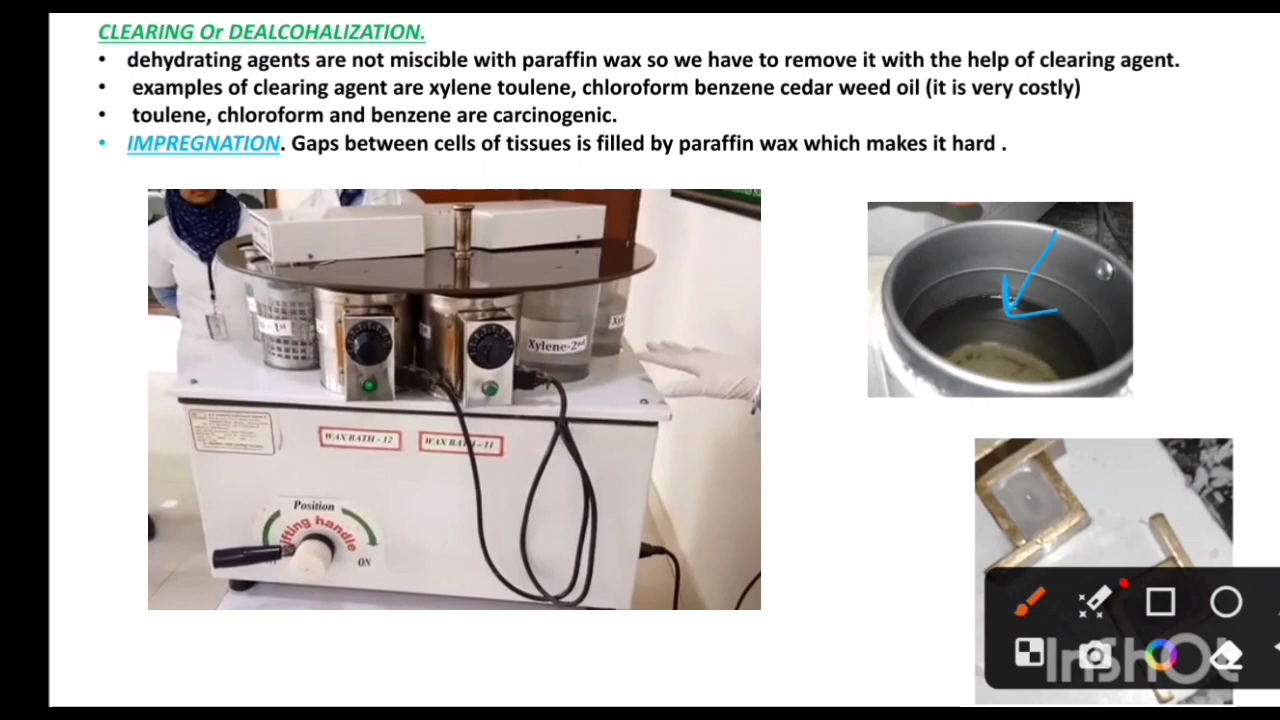 CLEARING Or DEALCOHALIZATION.
• dehydrating agents are not miscible with paraffin wax so we have to remove it with the help of clearing agent.
• examples of clearing agent are xylene toulene, chloroform benzene cedar weed oil (it is very costly)
• toulene, chloroform and benzene are carcinogenic.
• IMPREGNATION. Gaps between cells of tissues is filled by paraffin wax which makes it hard .
- 1st
Xylene-2nd
Xy
WAX BATH - 12
WAX BATH - 11
Position
lifting handle
ON
InShOt